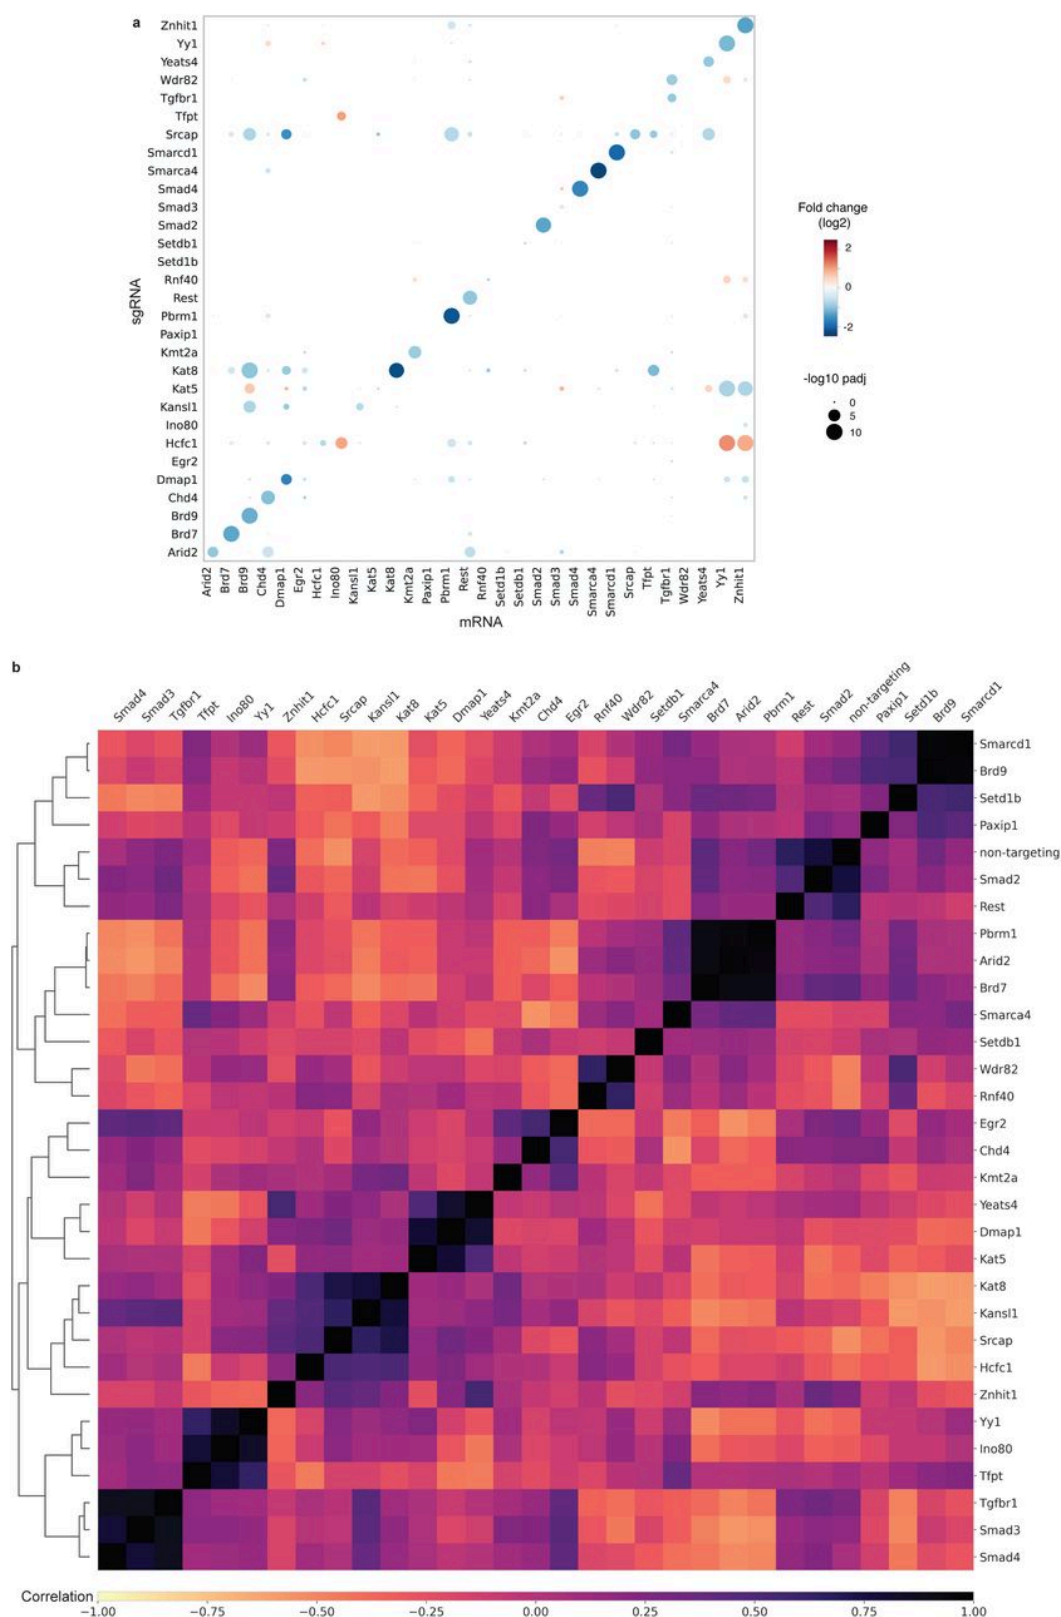 a
Znhit1
Yy1
Yeats4
Wdr82
Tgfbr1
Tfpt
Srcap
Smarcd1
Smarca4
Smad4
Smad3
Smad2
Setdb1
Setd1b
Rnf40
Rest
Pbrm1
Paxip1
Kmt2a
Kat8
Kat5
Kansl1
Ino80
Hcfc1
Egr2
Dmap1
Chd4
Brd9
Brd7
Arid2
sgRNA
Arid2
Brd7
Brd9
Chd4
Dmap1
Egr2
Hcfc1
Ino80
Kansl1
Kat5
Kat8
Kmt2a
Paxip1
Pbrm1
Rest
Rnf40
Setd1b
Setdb1
Smad2
Smad3
Smad4
Smarca4
Smarcd1
Srcap
Tfpt
Tgfbr1
Wdr82
Yeats4
Yy1
Znhit1
mRNA
Fold change
(log2)
2
0
-2
-log10 padj
0
5
10
b
Smad4
Smad3
Tgfbr1
Tfpt
Ino80
Yy1
Znhit1
Hcfc1
Srcap
Kansl1
Kat8
Kat5
Dmap1
Yeats4
Kmt2a
Chd4
Egr2
Rnf40
Wdr82
Setdb1
Smarca4
Brd7
Arid2
Pbrm1
Rest
Smad2
non-targeting
Paxip1
Setd1b
Brd9
Smarcd1
Smarcd1
Brd9
Setd1b
Paxip1
non-targeting
Smad2
Rest
Pbrm1
Arid2
Brd7
Smarca4
Setdb1
Wdr82
Rnf40
Egr2
Chd4
Kmt2a
Yeats4
Dmap1
Kat5
Kat8
Kansl1
Srcap
Hcfc1
Znhit1
Yy1
Ino80
Tfpt
Tgfbr1
Smad3
Smad4
Correlation
−1.00 −0.75 −0.50 −0.25 0.00 0.25 0.50 0.75 1.00